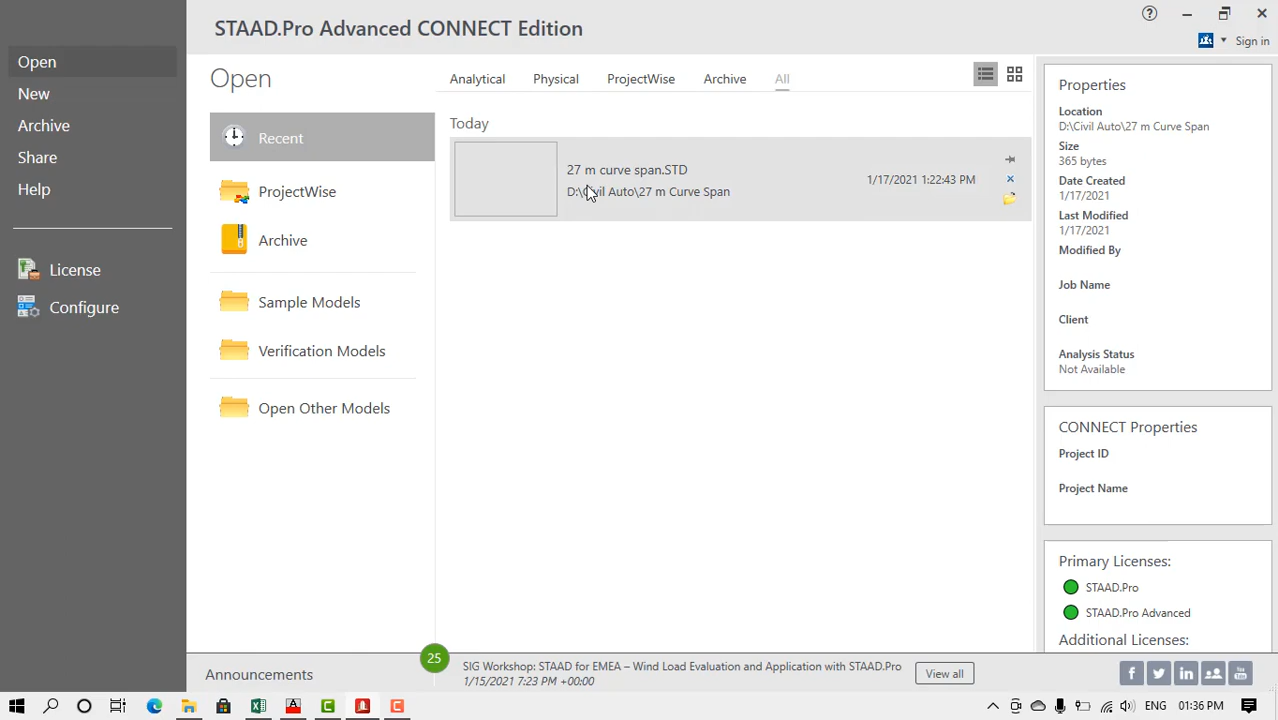 STAAD.Pro Advanced CONNECT Edition
Sign in
Open
New
Archive
Share
Help
License
Configure
Open
Recent
ProjectWise
Archive
Sample Models
Verification Models
Open Other Models
Analytical
Physical
ProjectWise
Archive
All
Today
27 m curve span.STD
D:\Civil Auto\27 m Curve Span
1/17/2021 1:22:43 PM
Properties
Location
D:\Civil Auto\27 m Curve Span
Size
365 bytes
Date Created
1/17/2021
Last Modified
1/17/2021
Modified By
Job Name
Client
Analysis Status
Not Available
CONNECT Properties
Project ID
Project Name
Primary Licenses:
STAAD.Pro
STAAD.Pro Advanced
Additional Licenses:
Announcements
25
SIG Workshop: STAAD for EMEA – Wind Load Evaluation and Application with STAAD.Pro
1/15/2021 7:23 PM +00:00
View all
ENG
01:36 PM